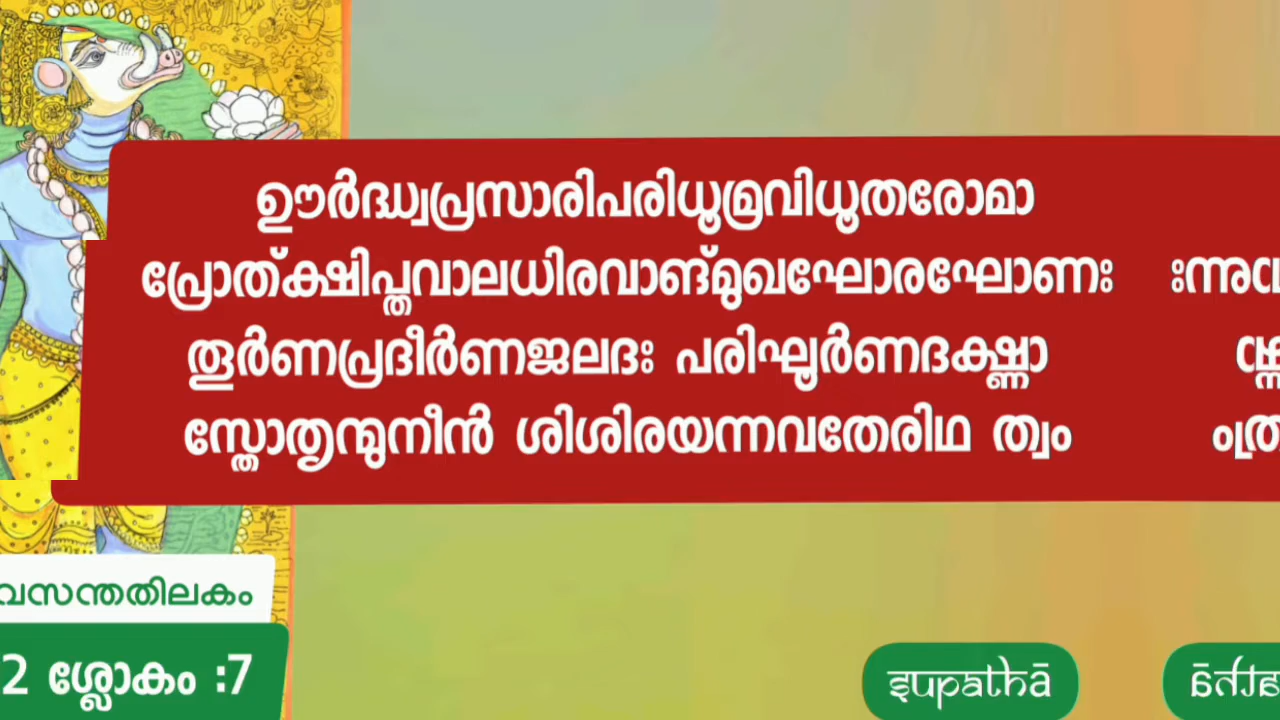 ഊർദ്ധ്വപ്രസാരിപരിധൂമ്രവിധൂതരോമാ
പ്രോത്ക്ഷിപ്തവാലധിരവാങ്മുഖഘോരഘോണഃ
തൂർണപ്രദീർണജലദഃ പരിഘൂർണദക്ഷ്ണാ
സ്തോതൃന്മുനീൻ ശിശിരയന്നവതേരിഥ ത്വം
വസന്തതിലകം
2 ശ്ലോകം :7
supathā